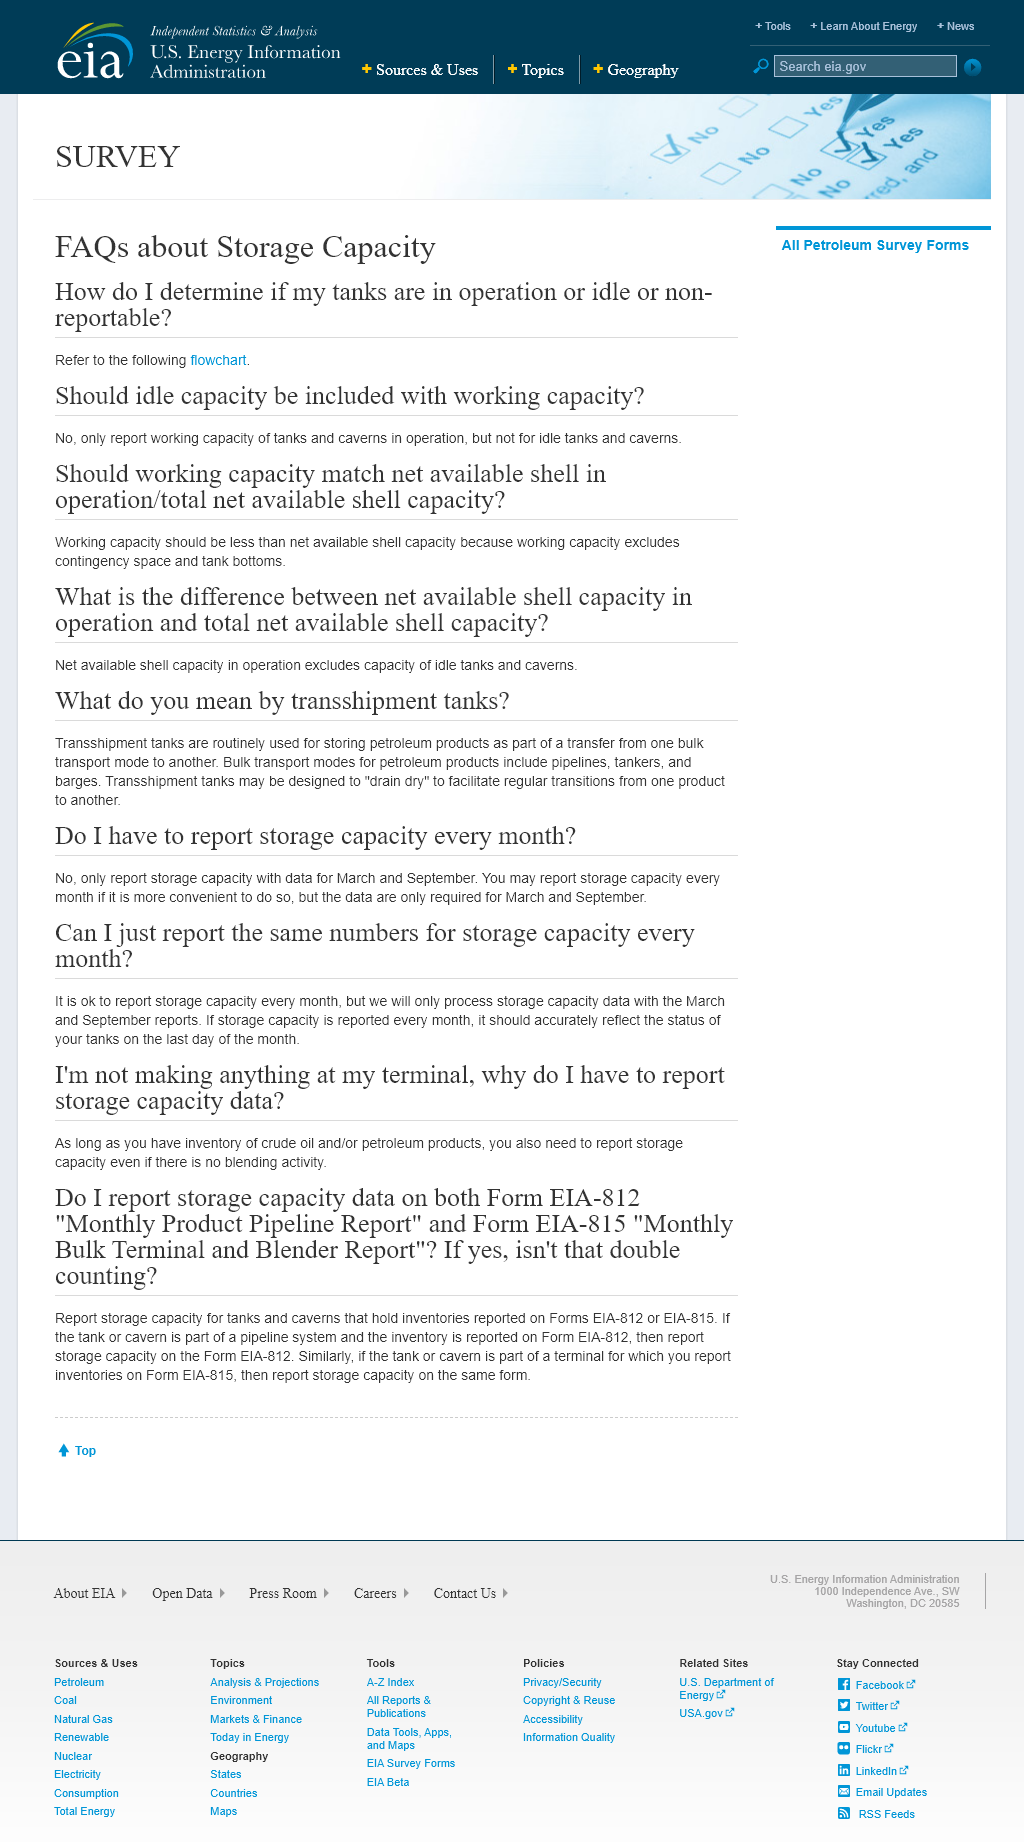 Independent Statistics & Analysis
eia U.S. Energy Information
Administration
+ Sources & Uses + Topics + Geography
+ Tools + Learn About Energy + News
Search eia.gov
SURVEY
No
Yes
No
Yes
Yes
No
No
FAQs about Storage Capacity
All Petroleum Survey Forms
How do I determine if my tanks are in operation or idle or non-
reportable?
Refer to the following flowchart.
Should idle capacity be included with working capacity?
No, only report working capacity of tanks and caverns in operation, but not for idle tanks and caverns.
Should working capacity match net available shell in
operation/total net available shell capacity?
Working capacity should be less than net available shell capacity because working capacity excludes
contingency space and tank bottoms.
What is the difference between net available shell capacity in
operation and total net available shell capacity?
Net available shell capacity in operation excludes capacity of idle tanks and caverns.
What do you mean by transshipment tanks?
Transshipment tanks are routinely used for storing petroleum products as part of a transfer from one bulk
transport mode to another. Bulk transport modes for petroleum products include pipelines, tankers, and
barges. Transshipment tanks may be designed to "drain dry" to facilitate regular transitions from one product
to another.
Do I have to report storage capacity every month?
No, only report storage capacity with data for March and September. You may report storage capacity every
month if it is more convenient to do so, but the data are only required for March and September.
Can I just report the same numbers for storage capacity every
month?
It is ok to report storage capacity every month, but we will only process storage capacity data with the March
and September reports. If storage capacity is reported every month, it should accurately reflect the status of
your tanks on the last day of the month.
I'm not making anything at my terminal, why do I have to report
storage capacity data?
As long as you have inventory of crude oil and/or petroleum products, you also need to report storage
capacity even if there is no blending activity.
Do I report storage capacity data on both Form EIA-812
"Monthly Product Pipeline Report" and Form EIA-815 "Monthly
Bulk Terminal and Blender Report"? If yes, isn't that double
counting?
Report storage capacity for tanks and caverns that hold inventories reported on Forms EIA-812 or EIA-815. If
the tank or cavern is part of a pipeline system and the inventory is reported on Form EIA-812, then report
storage capacity on the Form EIA-812. Similarly, if the tank or cavern is part of a terminal for which you report
inventories on Form EIA-815, then report storage capacity on the same form.
Top
About EIA Open Data Press Room Careers Contact Us
U.S. Energy Information Administration
1000 Independence Ave., SW
Washington, DC 20585
Sources & Uses
Petroleum
Coal
Natural Gas
Renewable
Nuclear
Electricity
Consumption
Total Energy
Topics
Analysis & Projections
Environment
Markets & Finance
Today in Energy
Geography
States
Countries
Maps
Tools
A-Z Index
All Reports &
Publications
Data Tools, Apps,
and Maps
EIA Survey Forms
EIA Beta
Policies
Privacy/Security
Copyright & Reuse
Accessibility
Information Quality
Related Sites
U.S. Department of
Energy
USA.gov
Stay Connected
Facebook
Twitter
Youtube
Flickr
LinkedIn
Email Updates
RSS Feeds